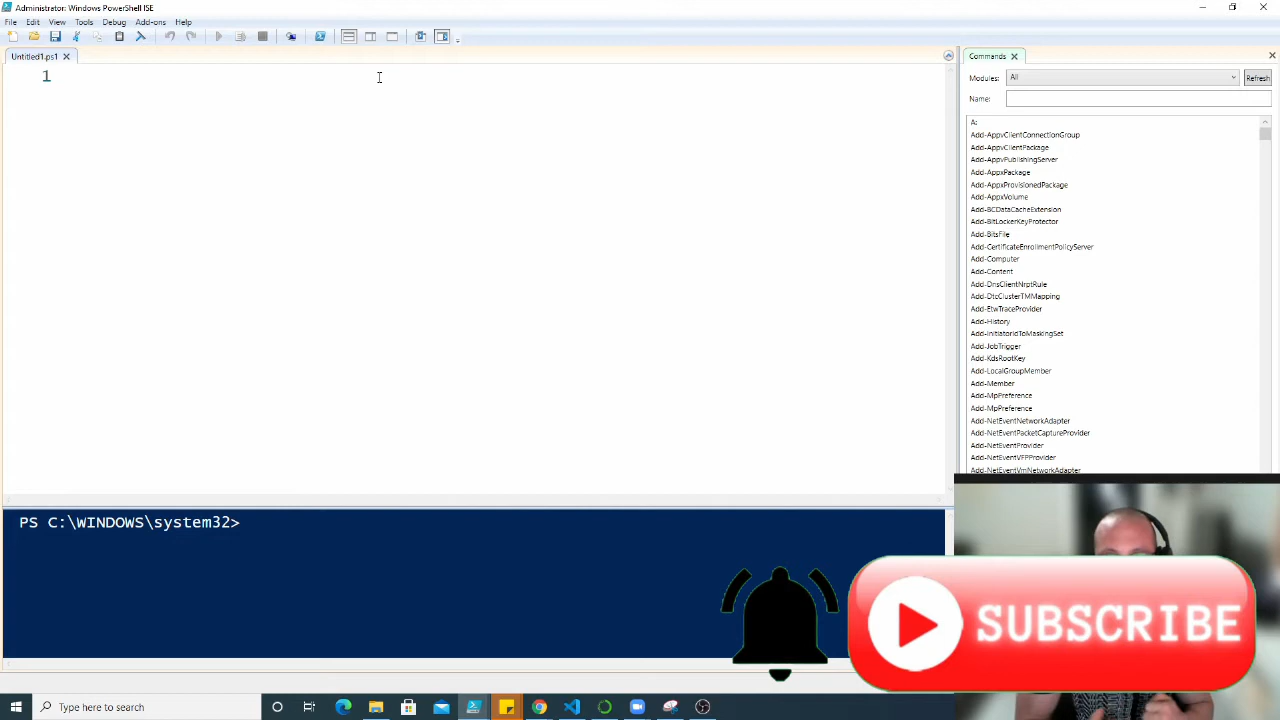 Administrator: Windows PowerShell ISE
File Edit View Tools Debug Add-ons Help
Untitled1.ps1
1
PS C:\WINDOWS\system32>
Commands
Modules: All Refresh
Name:
A:
Add-AppvClientConnectionGroup
Add-AppvClientPackage
Add-AppvPublishingServer
Add-AppxPackage
Add-AppxProvisionedPackage
Add-AppxVolume
Add-BCDataCacheExtension
Add-BitLockerKeyProtector
Add-BitsFile
Add-CertificateEnrollmentPolicyServer
Add-Computer
Add-Content
Add-DnsClientNrptRule
Add-DtcClusterTMMapping
Add-EtwTraceProvider
Add-History
Add-InitiatorIdToMaskingSet
Add-JobTrigger
Add-KdsRootKey
Add-LocalGroupMember
Add-Member
Add-MpPreference
Add-MpPreference
Add-NetEventNetworkAdapter
Add-NetEventPacketCaptureProvider
Add-NetEventProvider
Add-NetEventVFPProvider
Add-NetEventVmNetworkAdapter
SUBSCRIBE
Type here to search